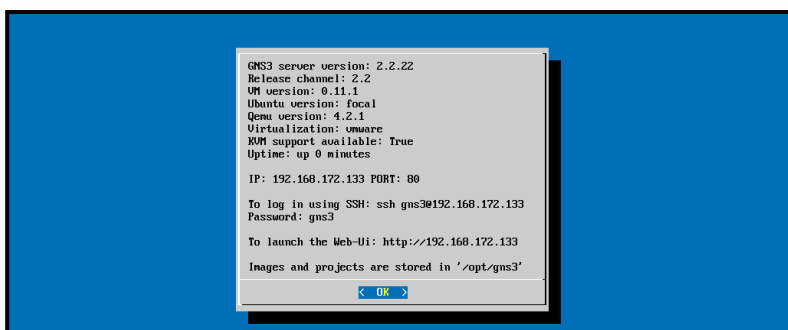 GNS3 server version: 2.2.22
Release channel: 2.2
VM version: 0.11.1
Ubuntu version: focal
Qemu version: 4.2.1
Virtualization: vmware
KVM support available: True
Uptime: up 0 minutes
IP: 192.168.172.133 PORT: 80
To log in using SSH: ssh gns3@192.168.172.133
Password: gns3
To launch the Web-Ui: http://192.168.172.133
Images and projects are stored in '/opt/gns3'
< OK >